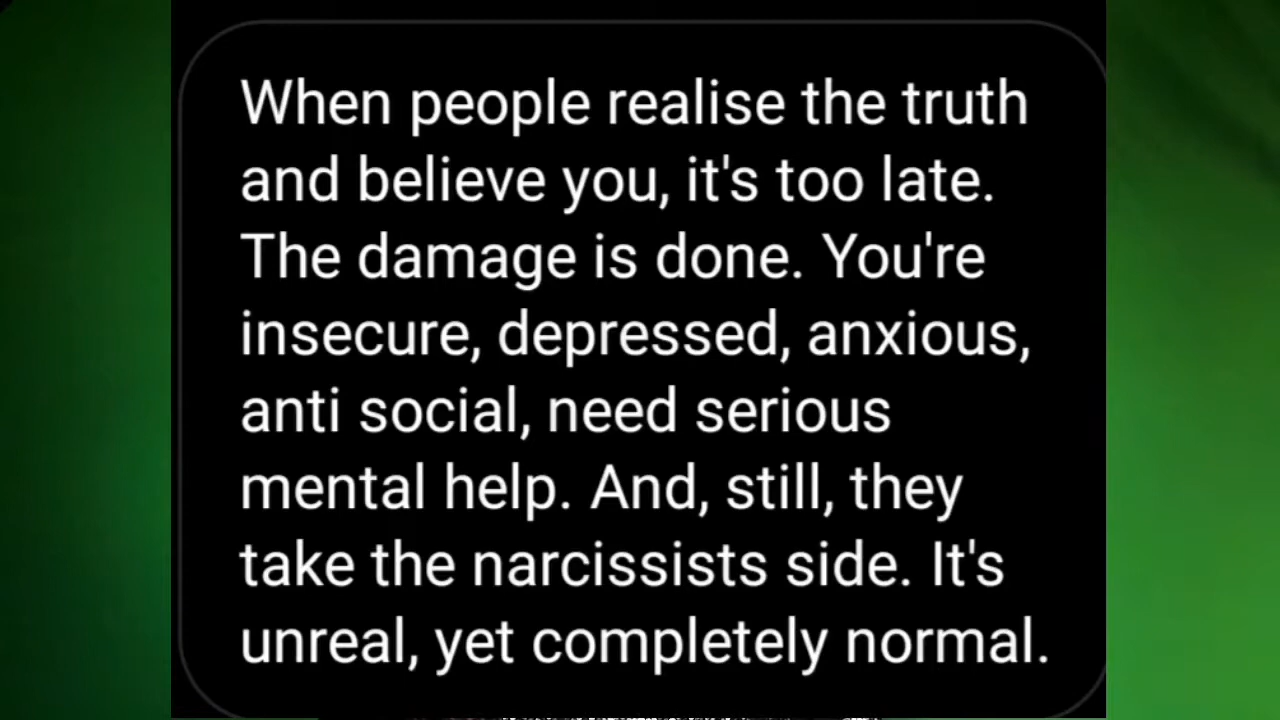 When people realise the truth
and believe you, it's too late.
The damage is done. You're
insecure, depressed, anxious,
anti social, need serious
mental help. And, still, they
take the narcissists side. It's
unreal, yet completely normal.